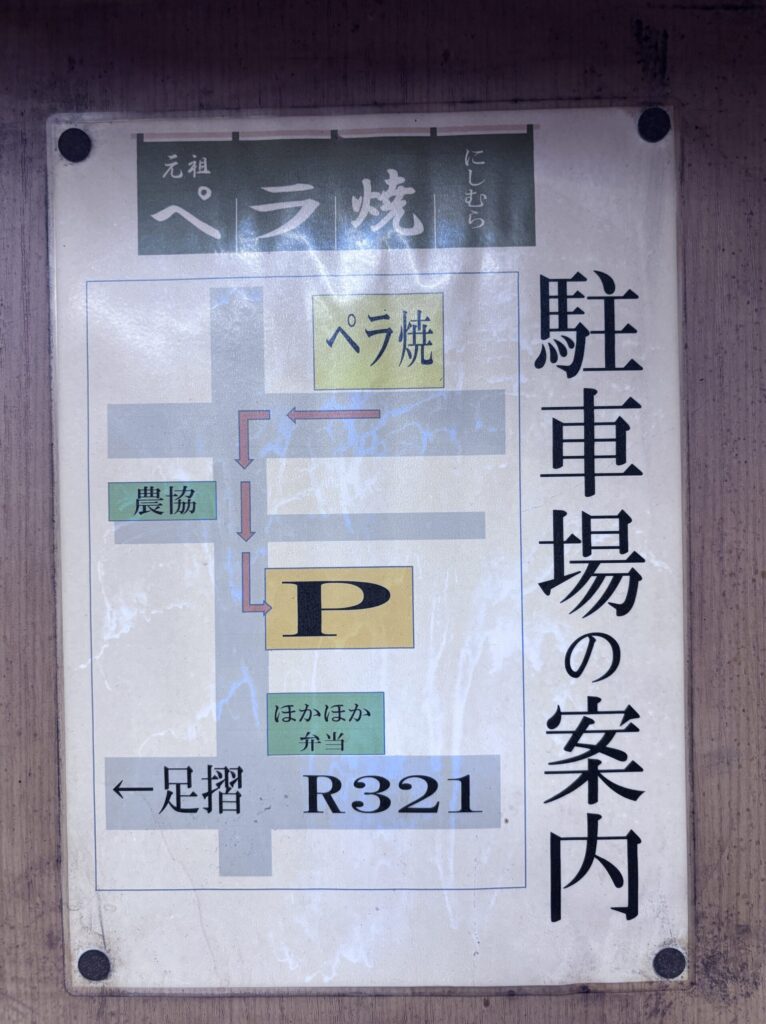 元祖
ペラ焼
にしむら
駐車場の案内
ペラ焼
農協
P
ほかほか
弁当
←足摺 R321